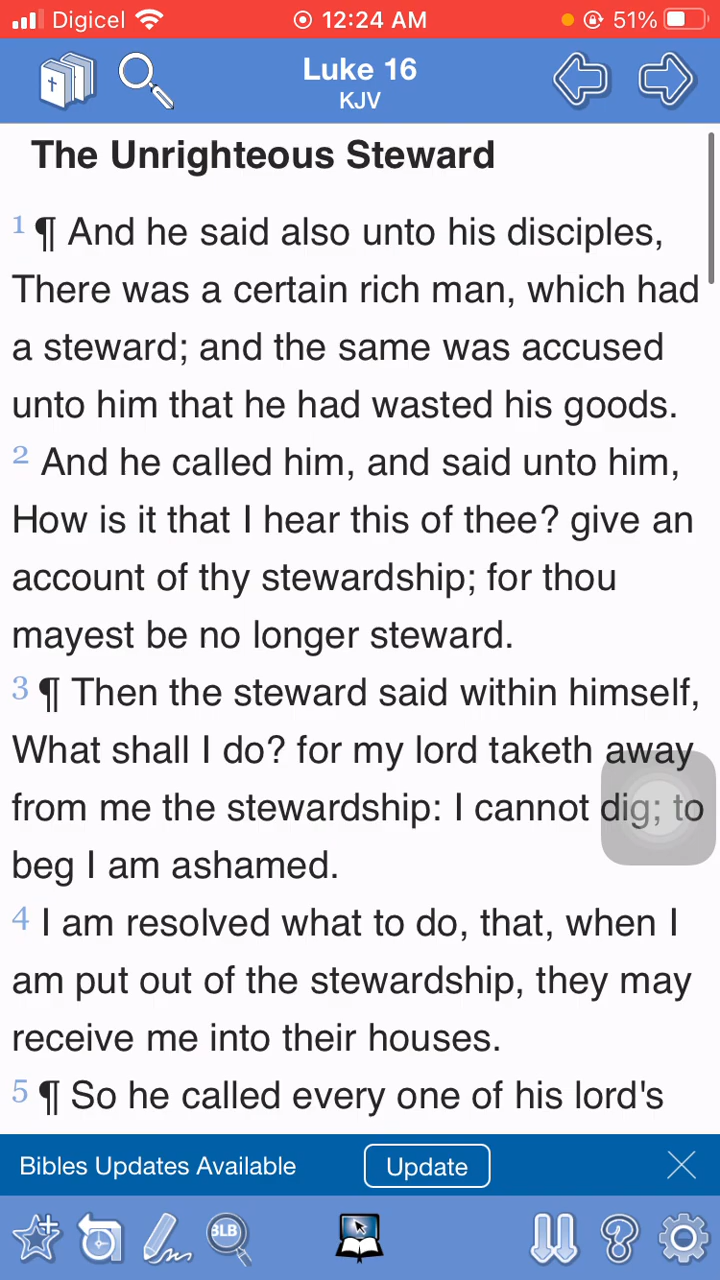 Digicel 12:24 AM 51%
Luke 16
KJV
The Unrighteous Steward
1 ¶ And he said also unto his disciples,
There was a certain rich man, which had
a steward; and the same was accused
unto him that he had wasted his goods.
2 And he called him, and said unto him,
How is it that I hear this of thee? give an
account of thy stewardship; for thou
mayest be no longer steward.
3 ¶ Then the steward said within himself,
What shall I do? for my lord taketh away
from me the stewardship: I cannot dig; to
beg I am ashamed.
4 I am resolved what to do, that, when I
am put out of the stewardship, they may
receive me into their houses.
5 ¶ So he called every one of his lord's
Bibles Updates Available Update
BLB